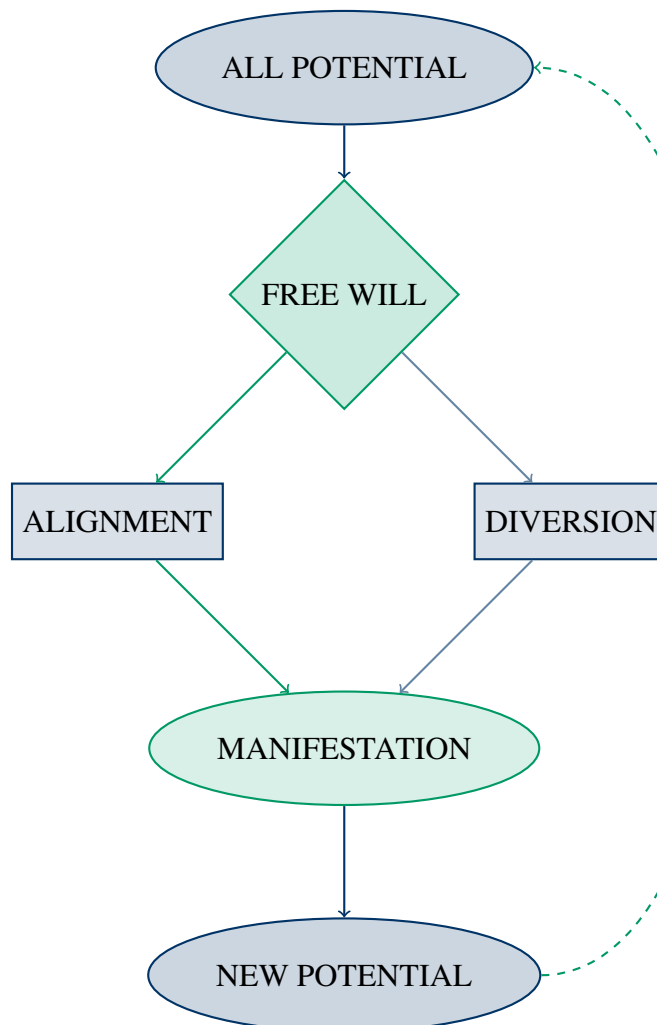 ALL POTENTIAL
FREE WILL
ALIGNMENT
DIVERSION
MANIFESTATION
NEW POTENTIAL